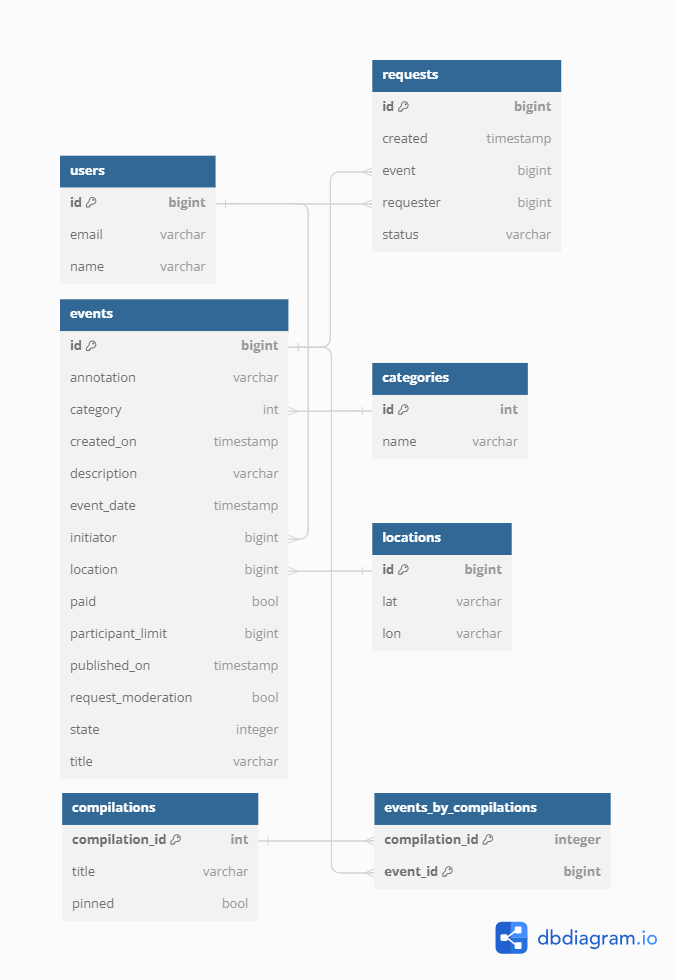 requests
id bigint
created timestamp
event bigint
requester bigint
status varchar
users
id bigint
email varchar
name varchar
events
id bigint
annotation varchar
category int
created_on timestamp
description varchar
event_date timestamp
initiator bigint
location bigint
paid bool
participant_limit bigint
published_on timestamp
request_moderation bool
state integer
title varchar
categories
id int
name varchar
locations
id bigint
lat varchar
lon varchar
compilations
compilation_id int
title varchar
pinned bool
events_by_compilations
compilation_id integer
event_id bigint
dbdiagram.io